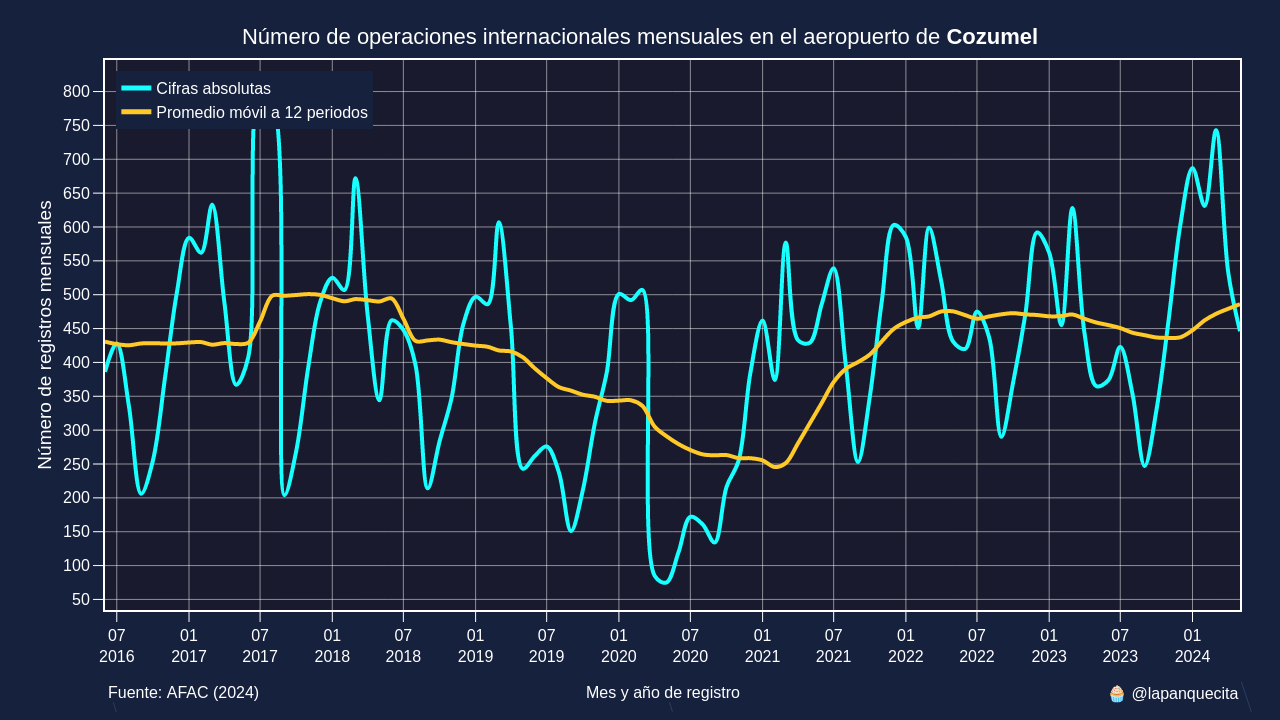 Número de operaciones internacionales mensuales en el aeropuerto de Cozumel
Cifras absolutas
Promedio móvil a 12 periodos
Número de registros mensuales
800
750
700
650
600
550
500
450
400
350
300
250
200
150
100
50
07 01 07 01 07 01 07 01 07 01 07 01 07 01 07 01
2016 2017 2017 2018 2018 2019 2019 2020 2020 2021 2021 2022 2022 2023 2023 2024
Fuente: AFAC (2024)
Mes y año de registro
🧁 @lapanquecita